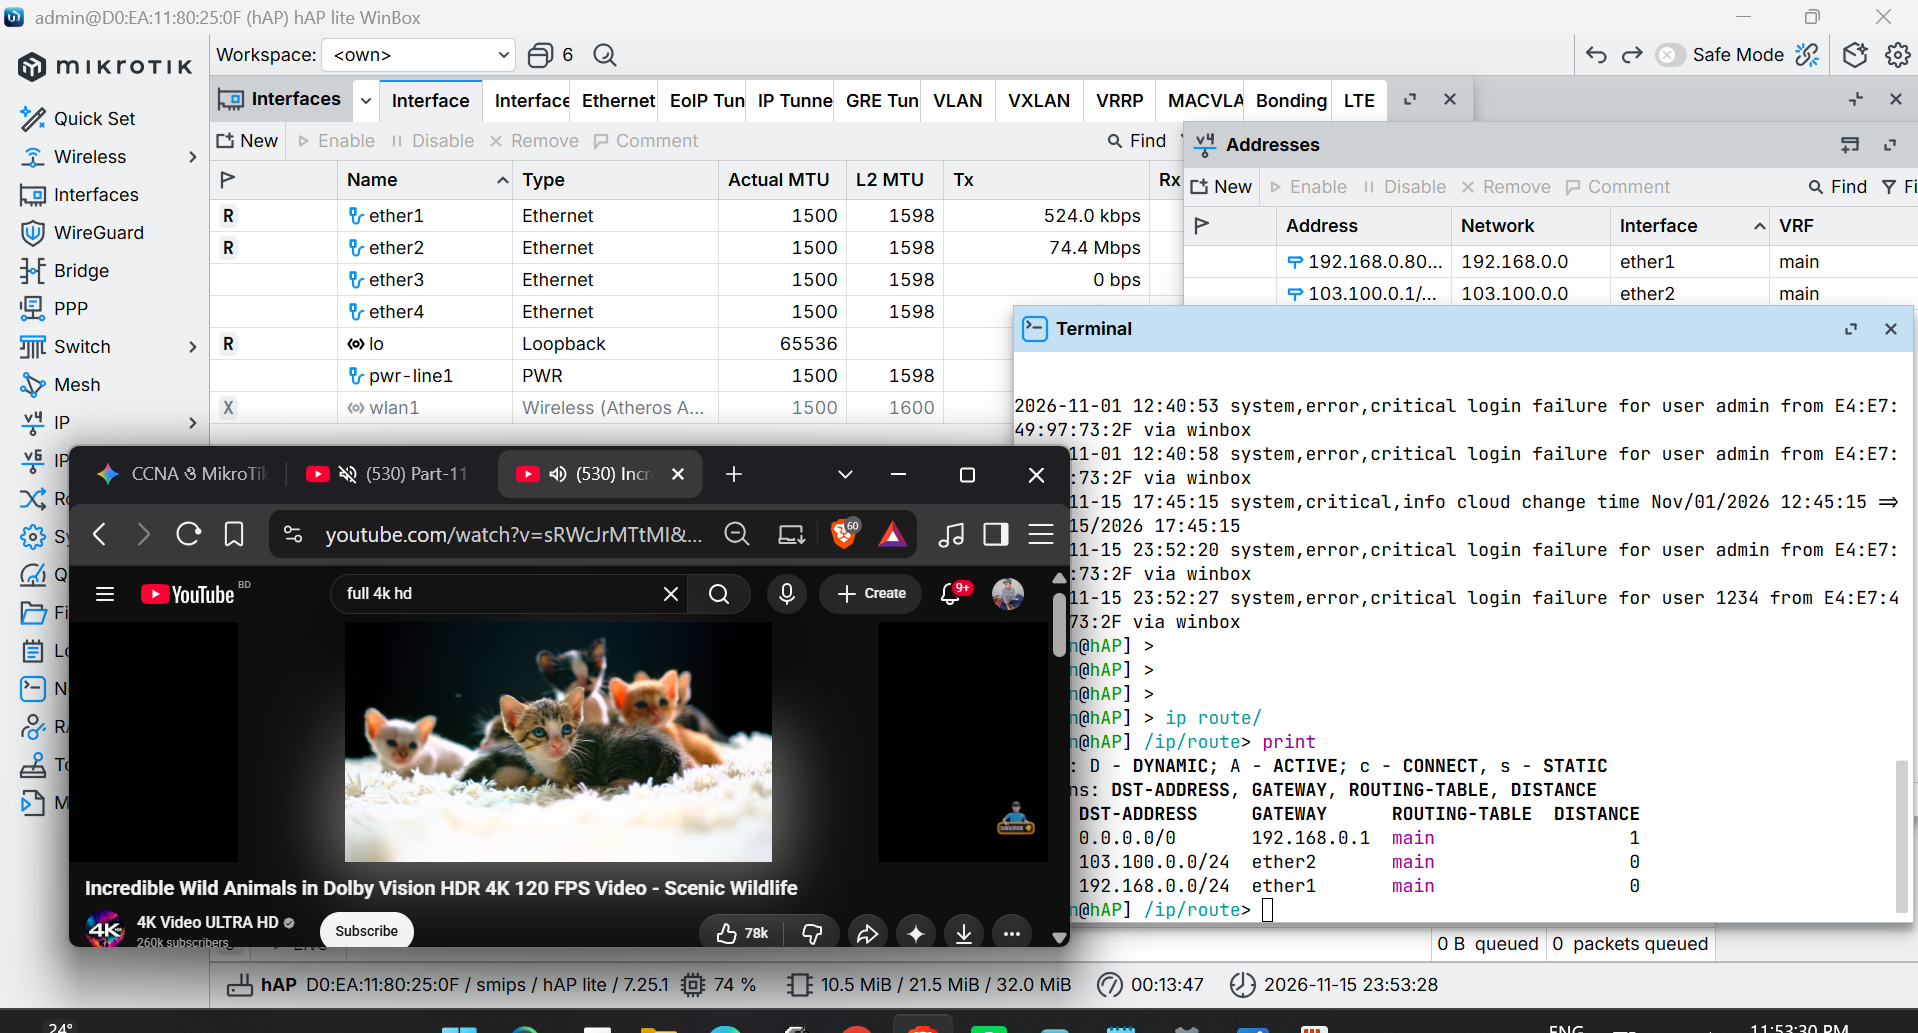 admin@D0:EA:11:80:25:0F (hAP) hAP lite WinBox
MIKROTIK
Workspace: <own> 6
Safe Mode
Quick Set
Wireless
Interfaces
WireGuard
Bridge
PPP
Switch
Mesh
IP
Interfaces Interface Interface Ethernet EoIP Tun IP Tunne GRE Tun VLAN VXLAN VRRP MACVLA Bonding LTE
New Enable Disable Remove Comment Find
Name Type Actual MTU L2 MTU Tx Rx
R ether1 Ethernet 1500 1598 524.0 kbps
R ether2 Ethernet 1500 1598 74.4 Mbps
ether3 Ethernet 1500 1598 0 bps
ether4 Ethernet 1500 1598
R lo Loopback 65536
pwr-line1 PWR 1500 1598
X wlan1 Wireless (Atheros A... 1500 1600
Addresses
New Enable Disable Remove Comment Find Fi
Address Network Interface VRF
192.168.0.80... 192.168.0.0 ether1 main
103.100.0.1/... 103.100.0.0 ether2 main
Terminal
2026-11-01 12:40:53 system,error,critical login failure for user admin from E4:E7:
49:97:73:2F via winbox
11-01 12:40:58 system,error,critical login failure for user admin from E4:E7:
:73:2F via winbox
11-15 17:45:15 system,critical,info cloud change time Nov/01/2026 12:45:15 =>
15/2026 17:45:15
11-15 23:52:20 system,error,critical login failure for user admin from E4:E7:
:73:2F via winbox
11-15 23:52:27 system,error,critical login failure for user 1234 from E4:E7:4
73:2F via winbox
n@hAP] >
n@hAP] >
n@hAP] >
n@hAP] > ip route/
n@hAP] /ip/route> print
: D - DYNAMIC; A - ACTIVE; c - CONNECT, s - STATIC
ns: DST-ADDRESS, GATEWAY, ROUTING-TABLE, DISTANCE
DST-ADDRESS GATEWAY ROUTING-TABLE DISTANCE
0.0.0.0/0 192.168.0.1 main 1
103.100.0.0/24 ether2 main 0
192.168.0.0/24 ether1 main 0
n@hAP] /ip/route>
CCNA ও MikroTik
(530) Part-11
(530) Incr
youtube.com/watch?v=sRWcJrMTtMI&...
60
YouTube BD
full 4k hd
Create
9+
SUBSCRIBE
Incredible Wild Animals in Dolby Vision HDR 4K 120 FPS Video - Scenic Wildlife
4K
4K Video ULTRA HD
260k subscribers
Subscribe
78k
0 B queued 0 packets queued
hAP D0:EA:11:80:25:0F / smips / hAP lite / 7.25.1 74 % 10.5 MiB / 21.5 MiB / 32.0 MiB 00:13:47 2026-11-15 23:53:28
24°
ENG
11:53:30 PM